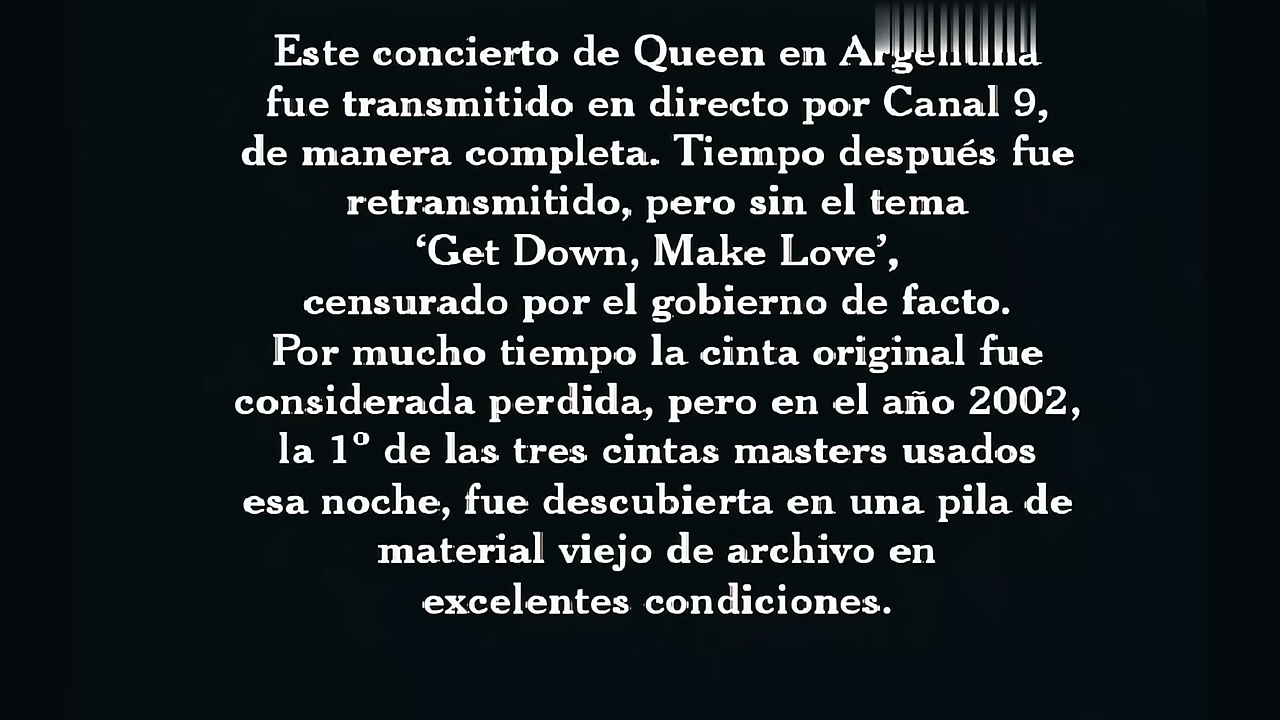 Este concierto de Queen en Argentina
fue transmitido en directo por Canal 9,
de manera completa. Tiempo después fue
retransmitido, pero sin el tema
‘Get Down, Make Love’,
censurado por el gobierno de facto.
Por mucho tiempo la cinta original fue
considerada perdida, pero en el año 2002,
la 1º de las tres cintas masters usados
esa noche, fue descubierta en una pila de
material viejo de archivo en
excelentes condiciones.